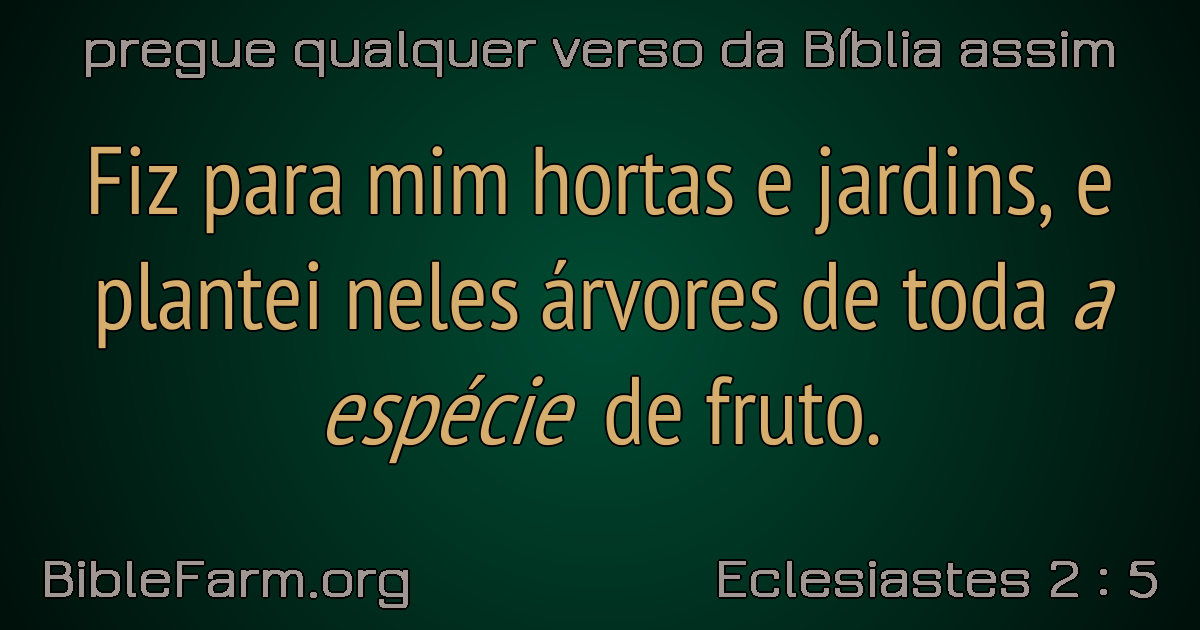 pregue qualquer verso da Bíblia assim
Fiz para mim hortas e jardins, e
plantei neles árvores de toda a
espécie de fruto.
BibleFarm.org
Eclesiastes 2 : 5